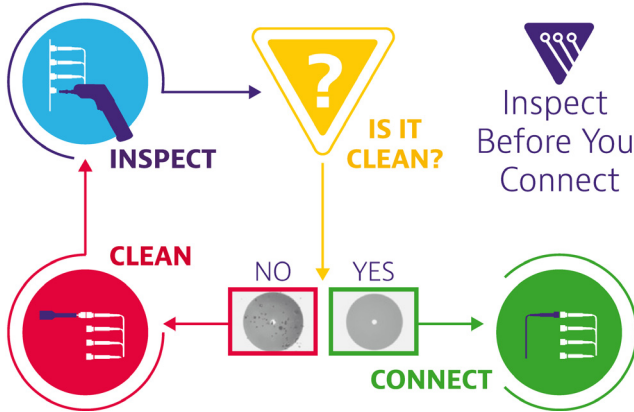 ?
IS IT
CLEAN?
Inspect
Before You
Connect
INSPECT
CLEAN
NO
YES
CONNECT